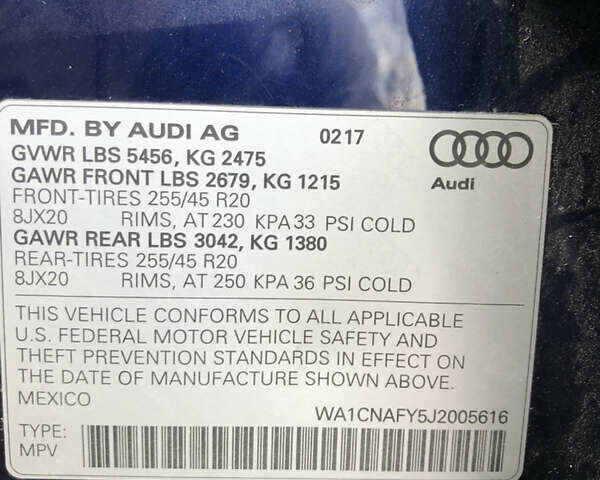 MFD. BY AUDI AG 0217
Audi
GVWR LBS 5456, KG 2475
GAWR FRONT LBS 2679, KG 1215
FRONT-TIRES 255/45 R20
8JX20 RIMS, AT 230 KPA 33 PSI COLD
GAWR REAR LBS 3042, KG 1380
REAR-TIRES 255/45 R20
8JX20 RIMS, AT 250 KPA 36 PSI COLD
THIS VEHICLE CONFORMS TO ALL APPLICABLE
U.S. FEDERAL MOTOR VEHICLE SAFETY AND
THEFT PREVENTION STANDARDS IN EFFECT ON
THE DATE OF MANUFACTURE SHOWN ABOVE.
MEXICO
WA1CNAFY5J2005616
TYPE:
MPV